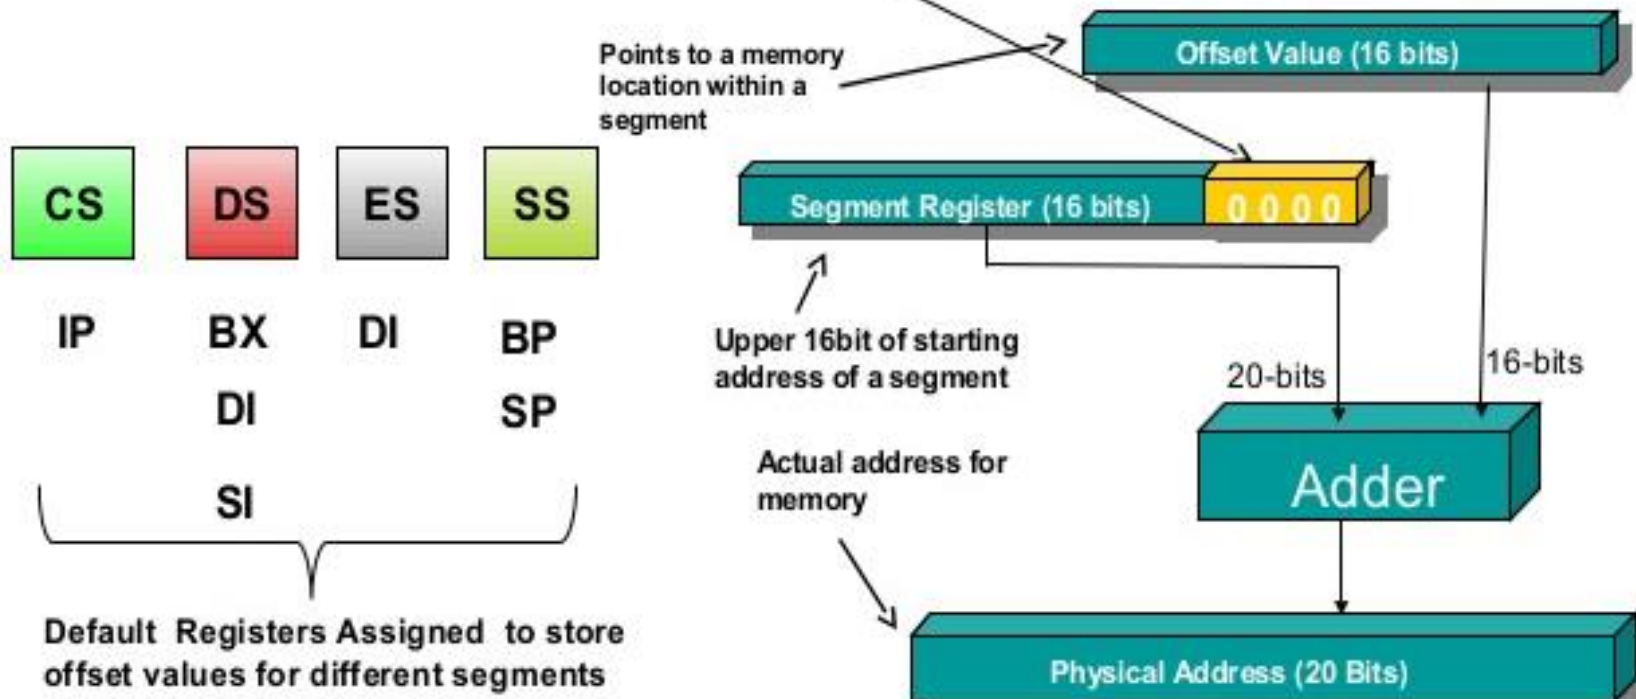 Offset Value (16 bits)
Points to a memory
location within a
segment
CS
DS
ES
SS
Segment Register (16 bits)
0 0 0 0
IP
BX
DI
BP
DI
SP
SI
Upper 16bit of starting
address of a segment
20-bits
16-bits
Adder
Actual address for
memory
Default Registers Assigned to store
offset values for different segments
Physical Address (20 Bits)